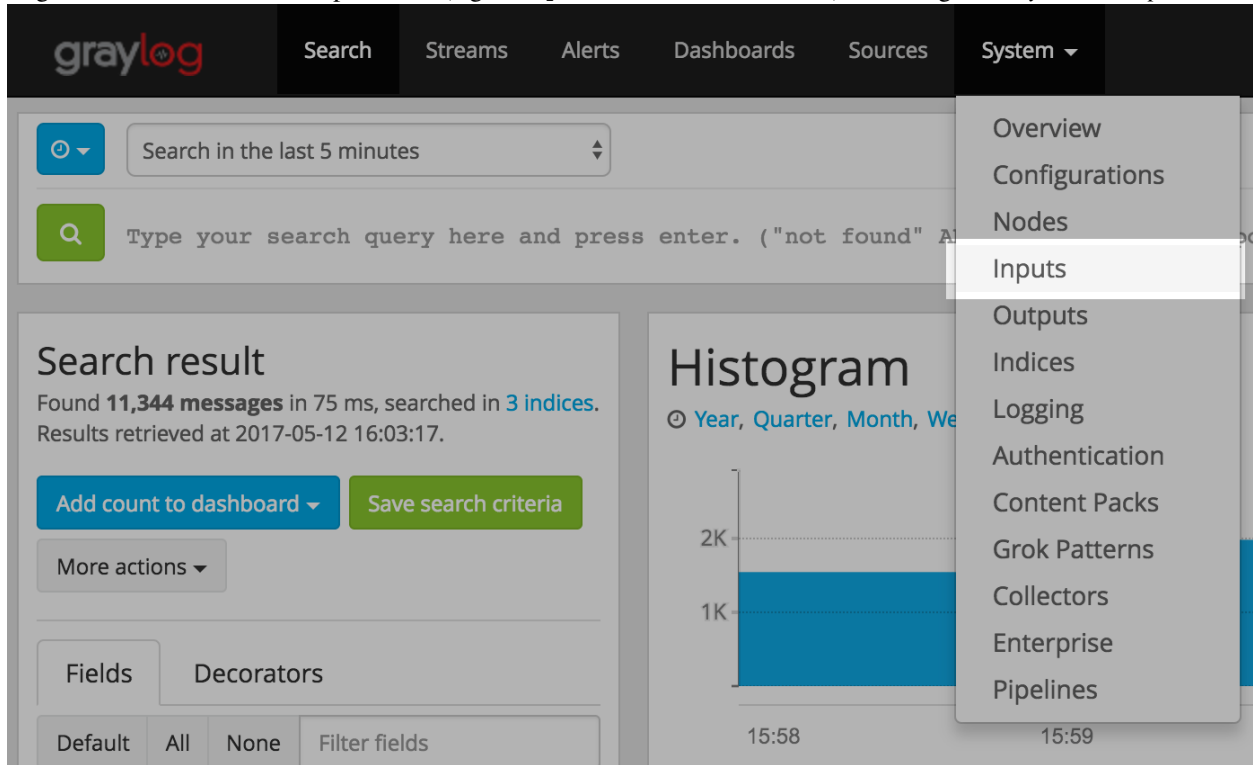 graylog
Search
Streams
Alerts
Dashboards
Sources
System
Search in the last 5 minutes
Type your search query here and press enter. ("not found"
Overview
Configurations
Nodes
Inputs
Outputs
Indices
Logging
Authentication
Content Packs
Grok Patterns
Collectors
Enterprise
Pipelines
Search result
Found 11,344 messages in 75 ms, searched in 3 indices.
Results retrieved at 2017-05-12 16:03:17.
Add count to dashboard
Save search criteria
More actions
Fields
Decorators
Default
All
None
Filter fields
Histogram
Year, Quarter, Month,
2K
1K
15:58
15:59